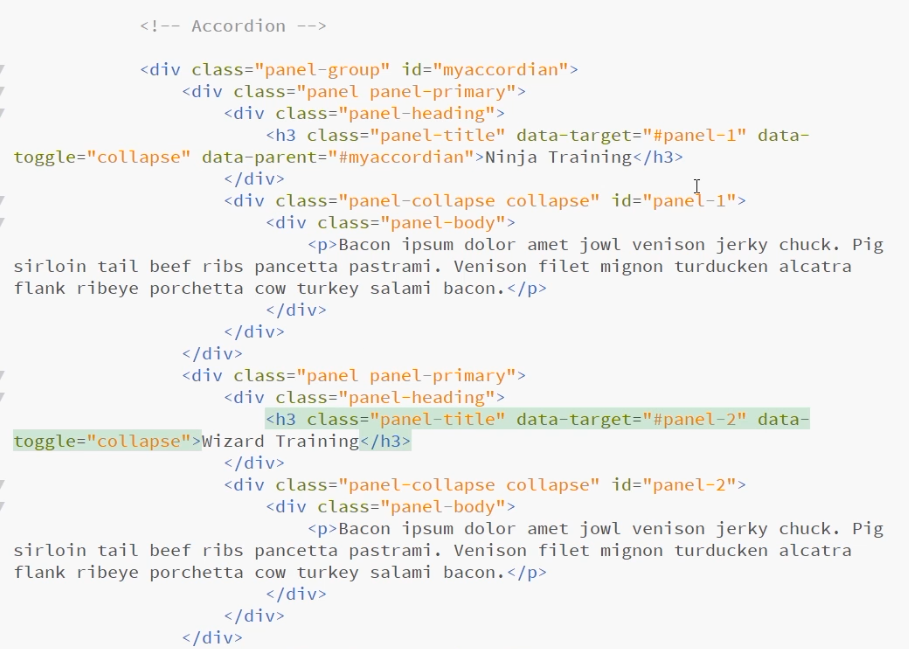 <!-- Accordion -->
<div class="panel-group" id="myaccordian">
<div class="panel panel-primary">
<div class="panel-heading">
<h3 class="panel-title" data-target="#panel-1" data-
toggle="collapse" data-parent="#myaccordian">Ninja Training</h3>
</div>
<div class="panel-collapse collapse" id="panel-1">
<div class="panel-body">
<p>Bacon ipsum dolor amet jowl venison jerky chuck. Pig
sirloin tail beef ribs pancetta pastrami. Venison filet mignon turducken alcatra
flank ribeye porchetta cow turkey salami bacon.</p>
</div>
</div>
</div>
<div class="panel panel-primary">
<div class="panel-heading">
<h3 class="panel-title" data-target="#panel-2" data-
toggle="collapse">Wizard Training</h3>
</div>
<div class="panel-collapse collapse" id="panel-2">
<div class="panel-body">
<p>Bacon ipsum dolor amet jowl venison jerky chuck. Pig
sirloin tail beef ribs pancetta pastrami. Venison filet mignon turducken alcatra
flank ribeye porchetta cow turkey salami bacon.</p>
</div>
</div>
</div>